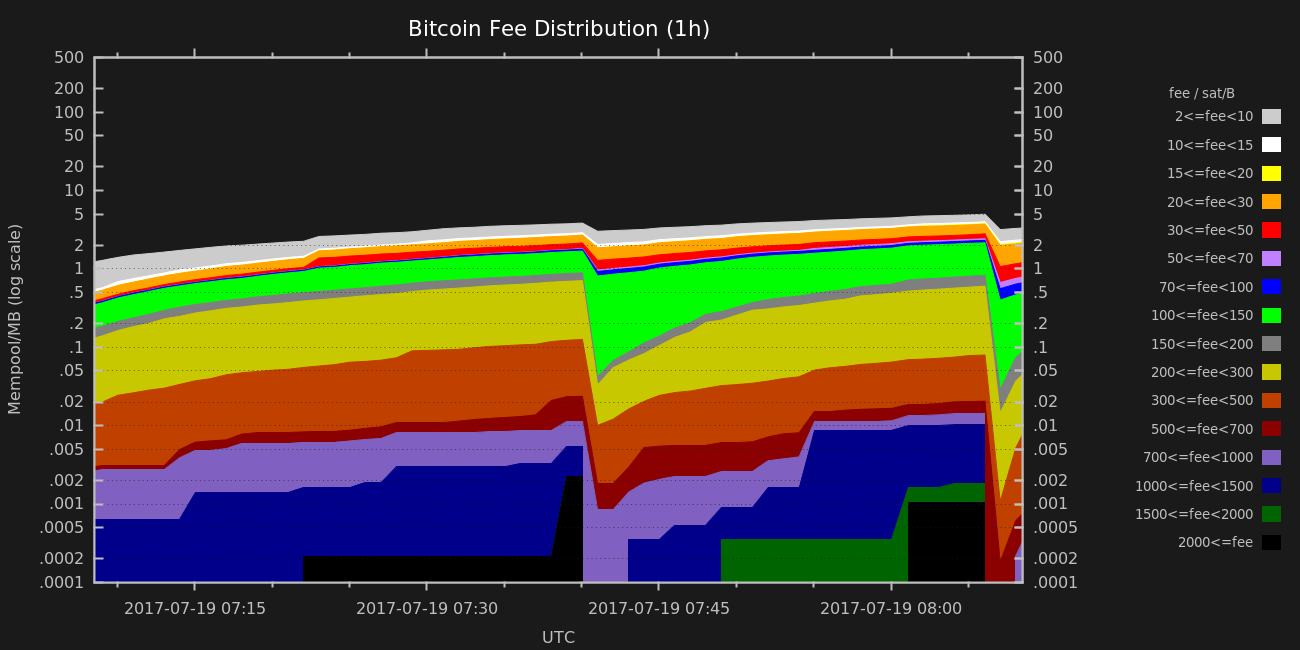 Bitcoin Fee Distribution (1h)
500 500
200 200
100 100
50 50
20 20
10 10
5 5
2 2
1 1
.5 .5
.2 .2
.1 .1
.05 .05
.02 .02
.01 .01
.005 .005
.002 .002
.001 .001
.0005 .0005
.0002 .0002
.0001 .0001
Mempool/MB (log scale)
2017-07-19 07:15 2017-07-19 07:30 2017-07-19 07:45 2017-07-19 08:00
UTC
fee / sat/B
2<=fee<10
10<=fee<15
15<=fee<20
20<=fee<30
30<=fee<50
50<=fee<70
70<=fee<100
100<=fee<150
150<=fee<200
200<=fee<300
300<=fee<500
500<=fee<700
700<=fee<1000
1000<=fee<1500
1500<=fee<2000
2000<=fee